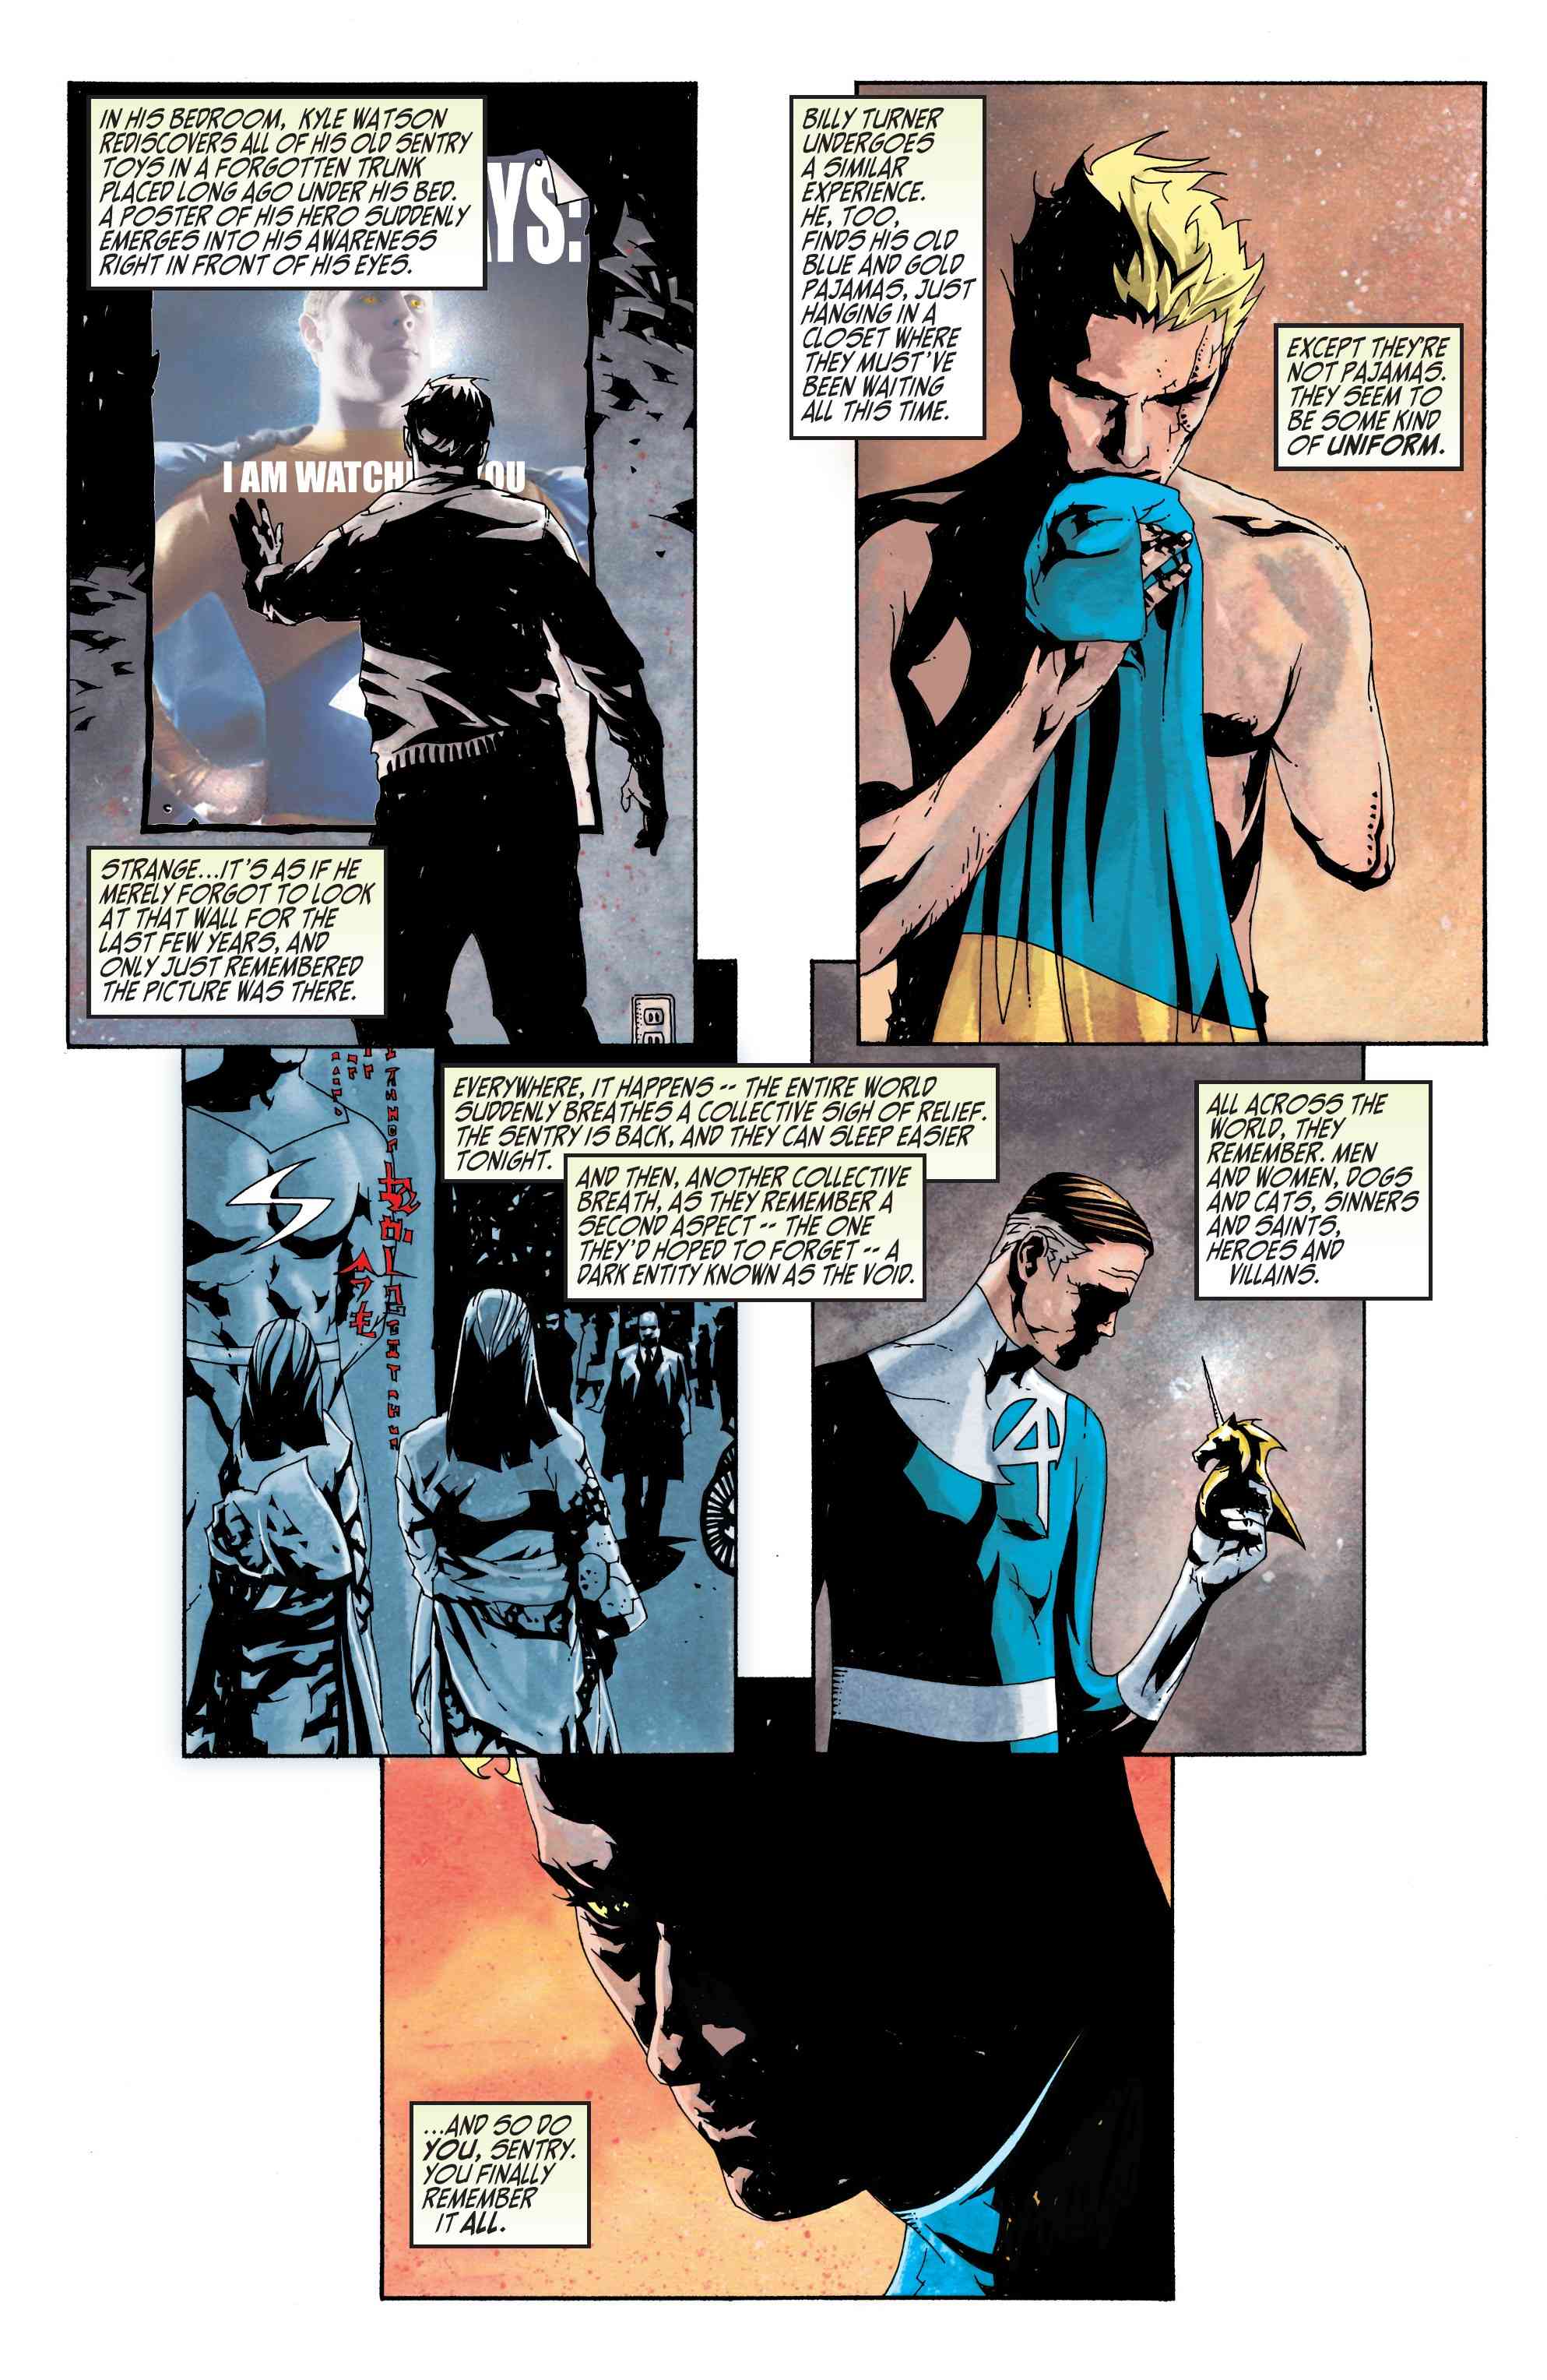 IN HIS BEDROOM, KYLE WATSON
REDISCOVERS ALL OF HIS OLD SENTRY
TOYS IN A FORGOTTEN TRUNK
PLACED LONG AGO UNDER HIS BED.
A POSTER OF HIS HERO SUDDENLY
EMERGES INTO HIS AWARENESS
RIGHT IN FRONT OF HIS EYES.
AYS:
I AM WATCHI OU
STRANGE...IT'S AS IF HE
MERELY FORGOT TO LOOK
AT THAT WALL FOR THE
LAST FEW YEARS, AND
ONLY JUST REMEMBERED
THE PICTURE WAS THERE.
BILLY TURNER
UNDERGOES
A SIMILAR
EXPERIENCE.
HE, TOO,
FINDS HIS OLD
BLUE AND GOLD
PAJAMAS, JUST
HANGING IN A
CLOSET WHERE
THEY MUST'VE
BEEN WAITING
ALL THIS TIME.
EXCEPT THEY'RE
NOT PAJAMAS.
THEY SEEM TO
BE SOME KIND
OF UNIFORM.
EVERYWHERE, IT HAPPENS -- THE ENTIRE WORLD
SUDDENLY BREATHES A COLLECTIVE SIGH OF RELIEF.
THE SENTRY IS BACK, AND THEY CAN SLEEP EASIER
TONIGHT.
AND THEN, ANOTHER COLLECTIVE
BREATH, AS THEY REMEMBER A
SECOND ASPECT -- THE ONE
THEY'D HOPED TO FORGET -- A
DARK ENTITY KNOWN AS THE VOID.
S
ALL ACROSS THE
WORLD, THEY
REMEMBER. MEN
AND WOMEN, DOGS
AND CATS, SINNERS
AND SAINTS,
HEROES AND
VILLAINS.
4
...AND SO DO
YOU, SENTRY.
YOU FINALLY
REMEMBER
IT ALL.